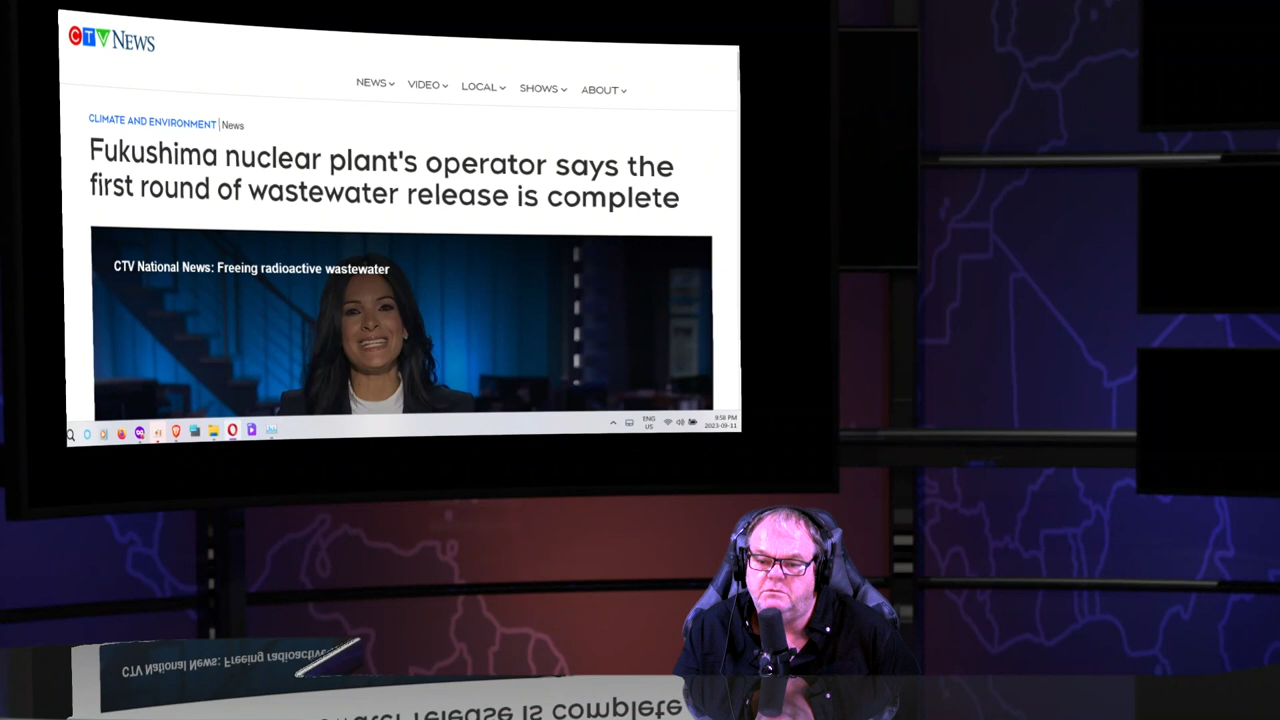 CTV NEWS
NEWS VIDEO LOCAL SHOWS ABOUT
CLIMATE AND ENVIRONMENT | News
Fukushima nuclear plant's operator says the
first round of wastewater release is complete
CTV National News: Freeing radioactive wastewater
ENG
US
9:58 PM
2023-09-11
CTV National News: Freeing radioactive
water release is complete